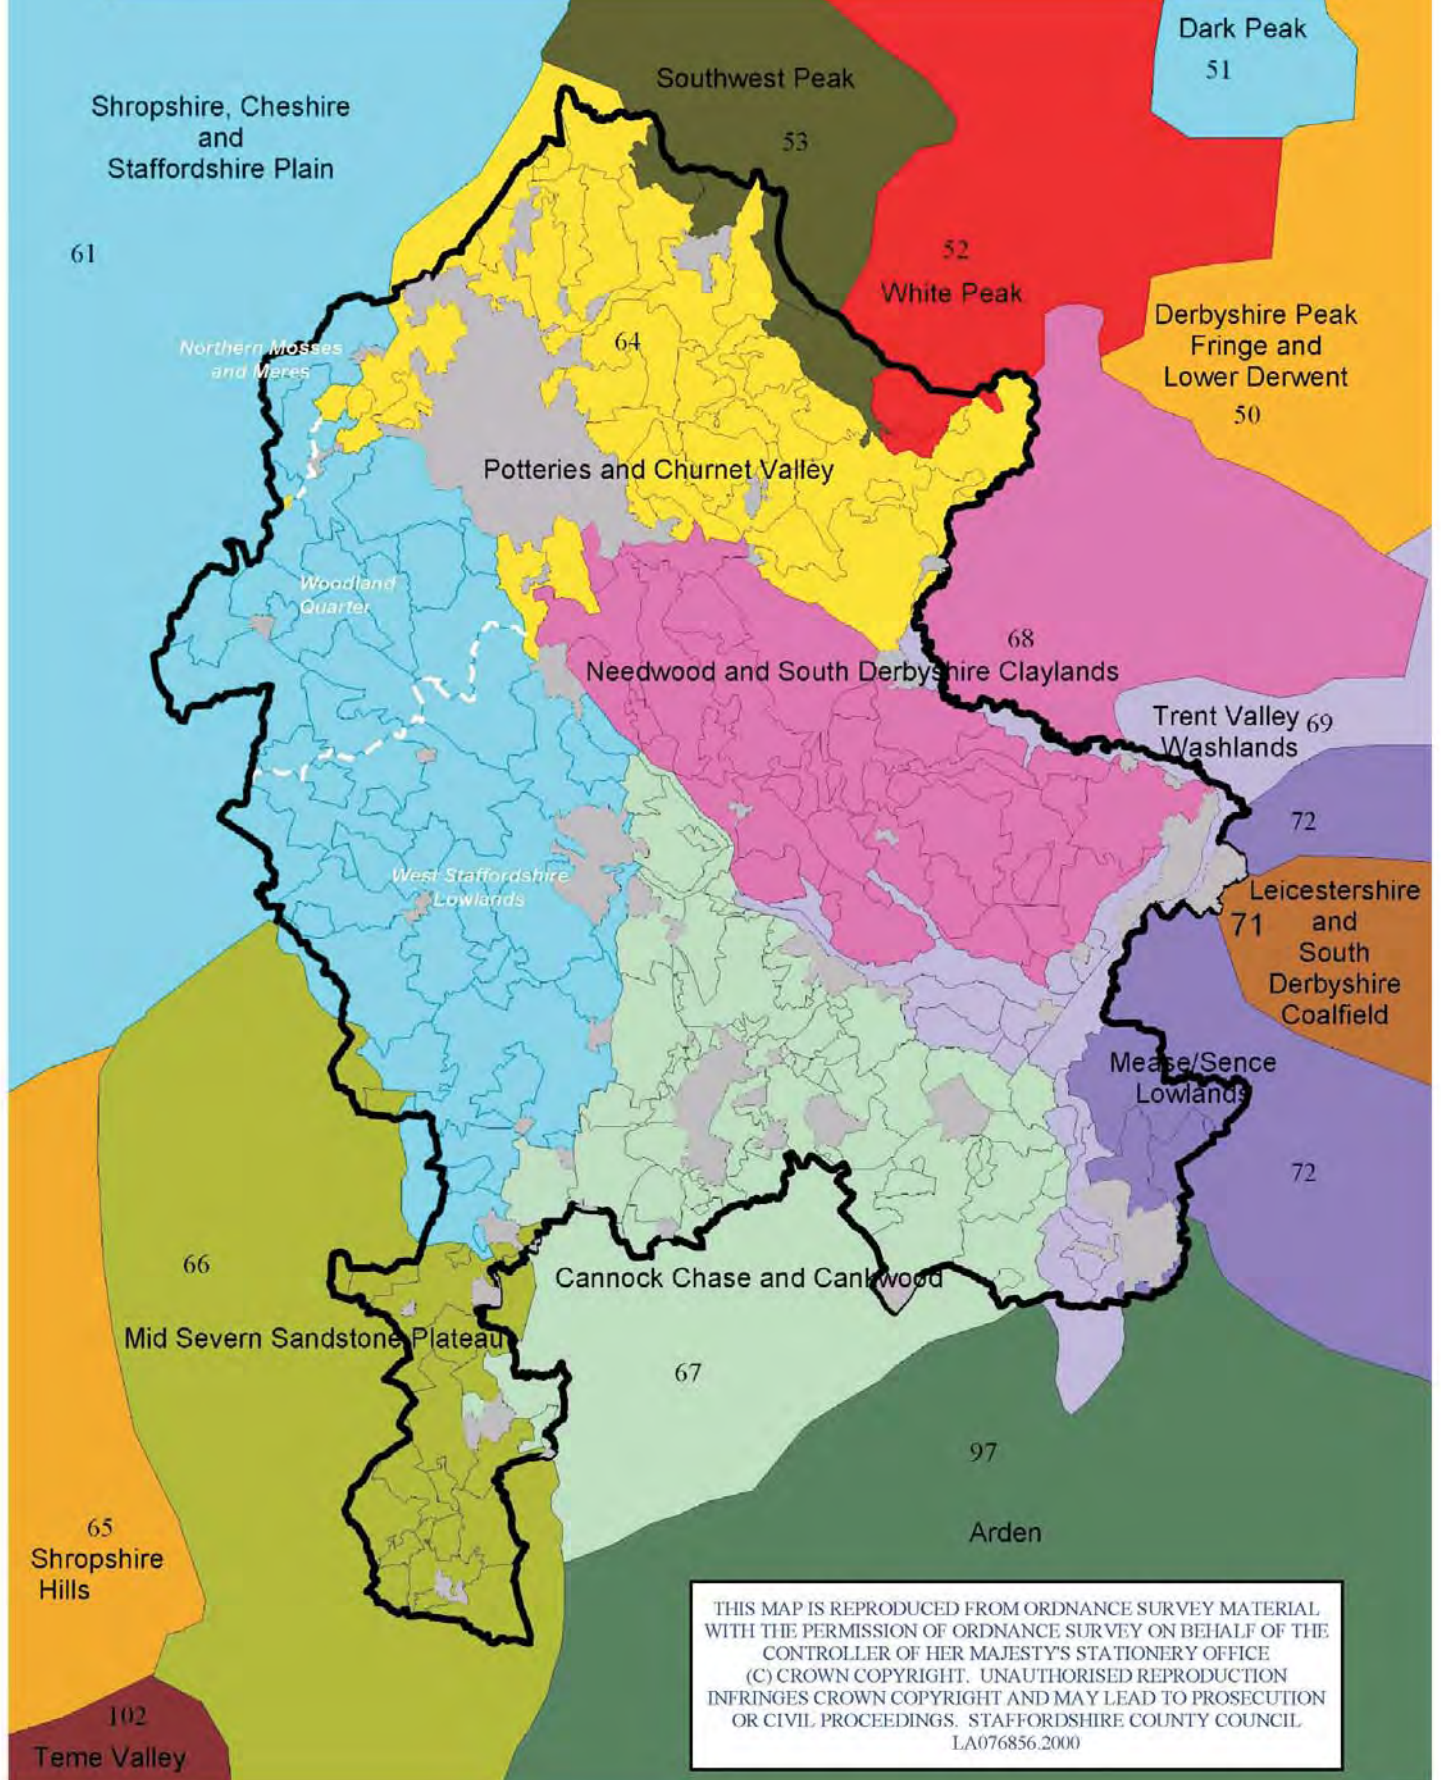 Dark Peak
51
Southwest Peak
53
Shropshire, Cheshire
and
Staffordshire Plain
61
52
White Peak
Derbyshire Peak
Fringe and
Lower Derwent
50
Northern Mosses
and Meres
64
Potteries and Churnet Valley
Woodland
Quarter
68
Needwood and South Derbyshire Claylands
Trent Valley 69
Washlands
72
West Staffordshire
Lowlands
Leicestershire
71 and
South
Derbyshire
Coalfield
Mease/Sence
Lowlands
72
66
Cannock Chase and Cankwood
Mid Severn Sandstone Plateau
67
97
Arden
65
Shropshire
Hills
102
Teme Valley
THIS MAP IS REPRODUCED FROM ORDNANCE SURVEY MATERIAL
WITH THE PERMISSION OF ORDNANCE SURVEY ON BEHALF OF THE
CONTROLLER OF HER MAJESTY'S STATIONERY OFFICE
(C) CROWN COPYRIGHT. UNAUTHORISED REPRODUCTION
INFRINGES CROWN COPYRIGHT AND MAY LEAD TO PROSECUTION
OR CIVIL PROCEEDINGS. STAFFORDSHIRE COUNTY COUNCIL
LA076856.2000